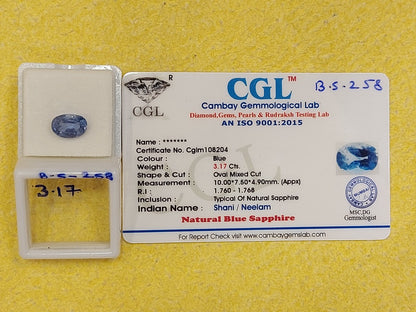 B-S-258
3.17
R
CGL
CGL™
B-S-258
Cambay Gemmological Lab
Diamond,Gems, Pearls & Rudraksh Testing Lab
AN ISO 9001:2015
Name : *******
Certificate No. Cglm108204
Colour : Blue
Weight : 3.17 Cts.
Shape & Cut : Oval Mixed Cut
Measurement : 10.00*7.50*4.90mm. (Appx)
R.I. : 1.760 - 1.768
Inclusion : Typical Of Natural Sapphire
Indian Name : Shani / Neelam
Natural Blue Sapphire
MSC,DG
Gemmologist
For Report Check - Visit us : www.cambaygemslab.com